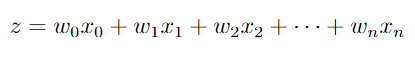 z = w₀x₀ + w₁x₁ + w₂x₂ + ⋯ + wₙxₙ